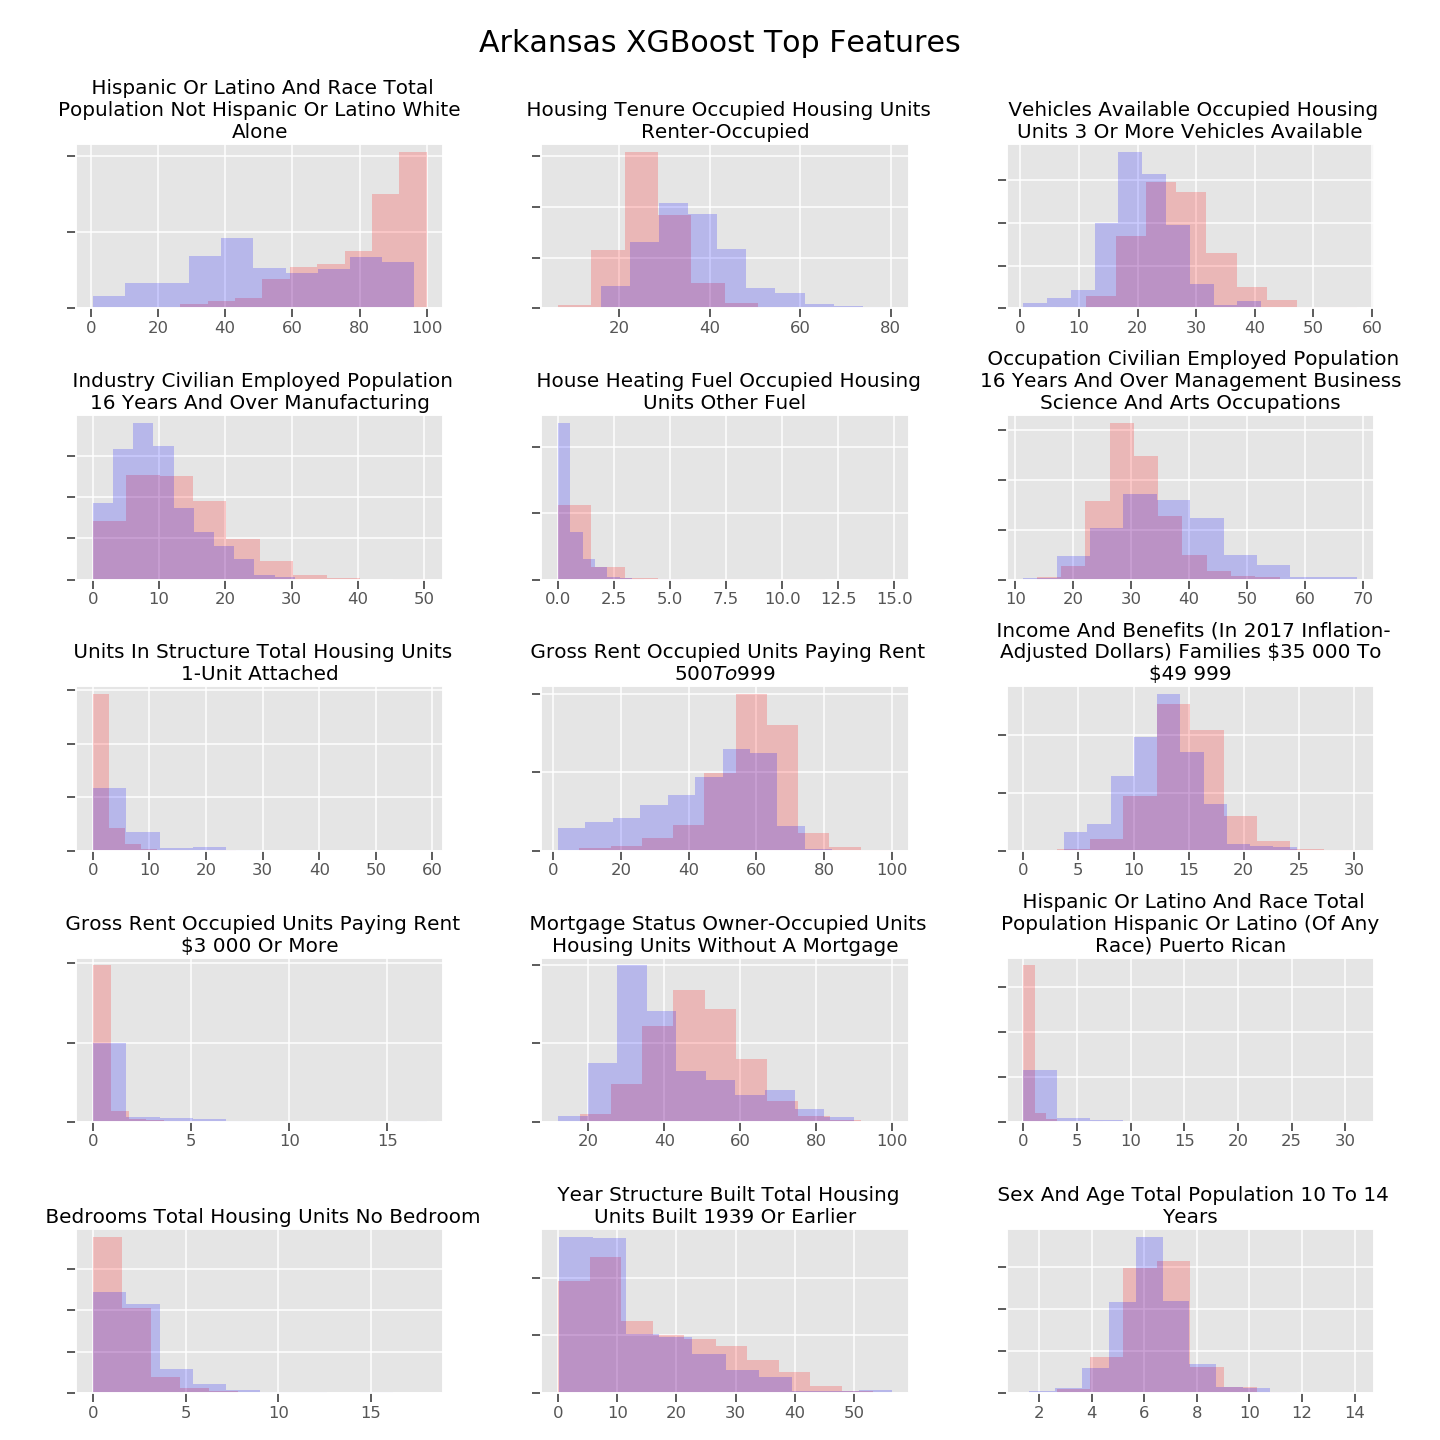 Arkansas XGBoost Top Features
Hispanic Or Latino And Race Total
Population Not Hispanic Or Latino White
Alone
0 20 40 60 80 100
Housing Tenure Occupied Housing Units
Renter-Occupied
20 40 60 80
Vehicles Available Occupied Housing
Units 3 Or More Vehicles Available
0 10 20 30 40 50 60
Industry Civilian Employed Population
16 Years And Over Manufacturing
0 10 20 30 40 50
House Heating Fuel Occupied Housing
Units Other Fuel
0.0 2.5 5.0 7.5 10.0 12.5 15.0
Occupation Civilian Employed Population
16 Years And Over Management Business
Science And Arts Occupations
10 20 30 40 50 60 70
Units In Structure Total Housing Units
1-Unit Attached
0 10 20 30 40 50 60
Gross Rent Occupied Units Paying Rent
500To999
0 20 40 60 80 100
Income And Benefits (In 2017 Inflation-
Adjusted Dollars) Families $35 000 To
$49 999
0 5 10 15 20 25 30
Gross Rent Occupied Units Paying Rent
$3 000 Or More
0 5 10 15
Mortgage Status Owner-Occupied Units
Housing Units Without A Mortgage
20 40 60 80 100
Hispanic Or Latino And Race Total
Population Hispanic Or Latino (Of Any
Race) Puerto Rican
0 5 10 15 20 25 30
Bedrooms Total Housing Units No Bedroom
0 5 10 15
Year Structure Built Total Housing
Units Built 1939 Or Earlier
0 10 20 30 40 50
Sex And Age Total Population 10 To 14
Years
2 4 6 8 10 12 14